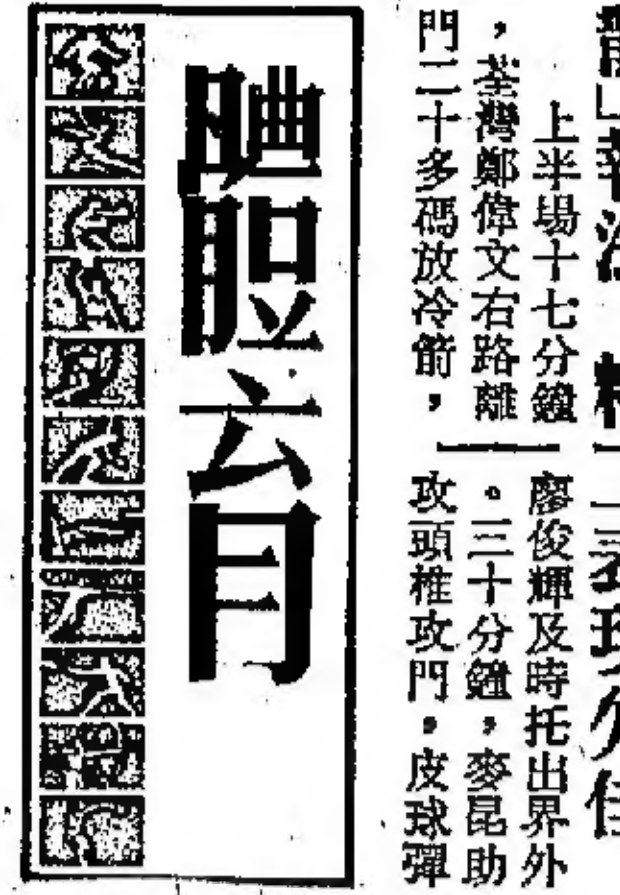 上半場十七分鐘
，荃灣鄭偉文右路離
門二十多碼放冷箭，
廖俊輝及時托出界外
。三十分鐘，麥昆助
攻頭槌攻門，皮球彈
體育